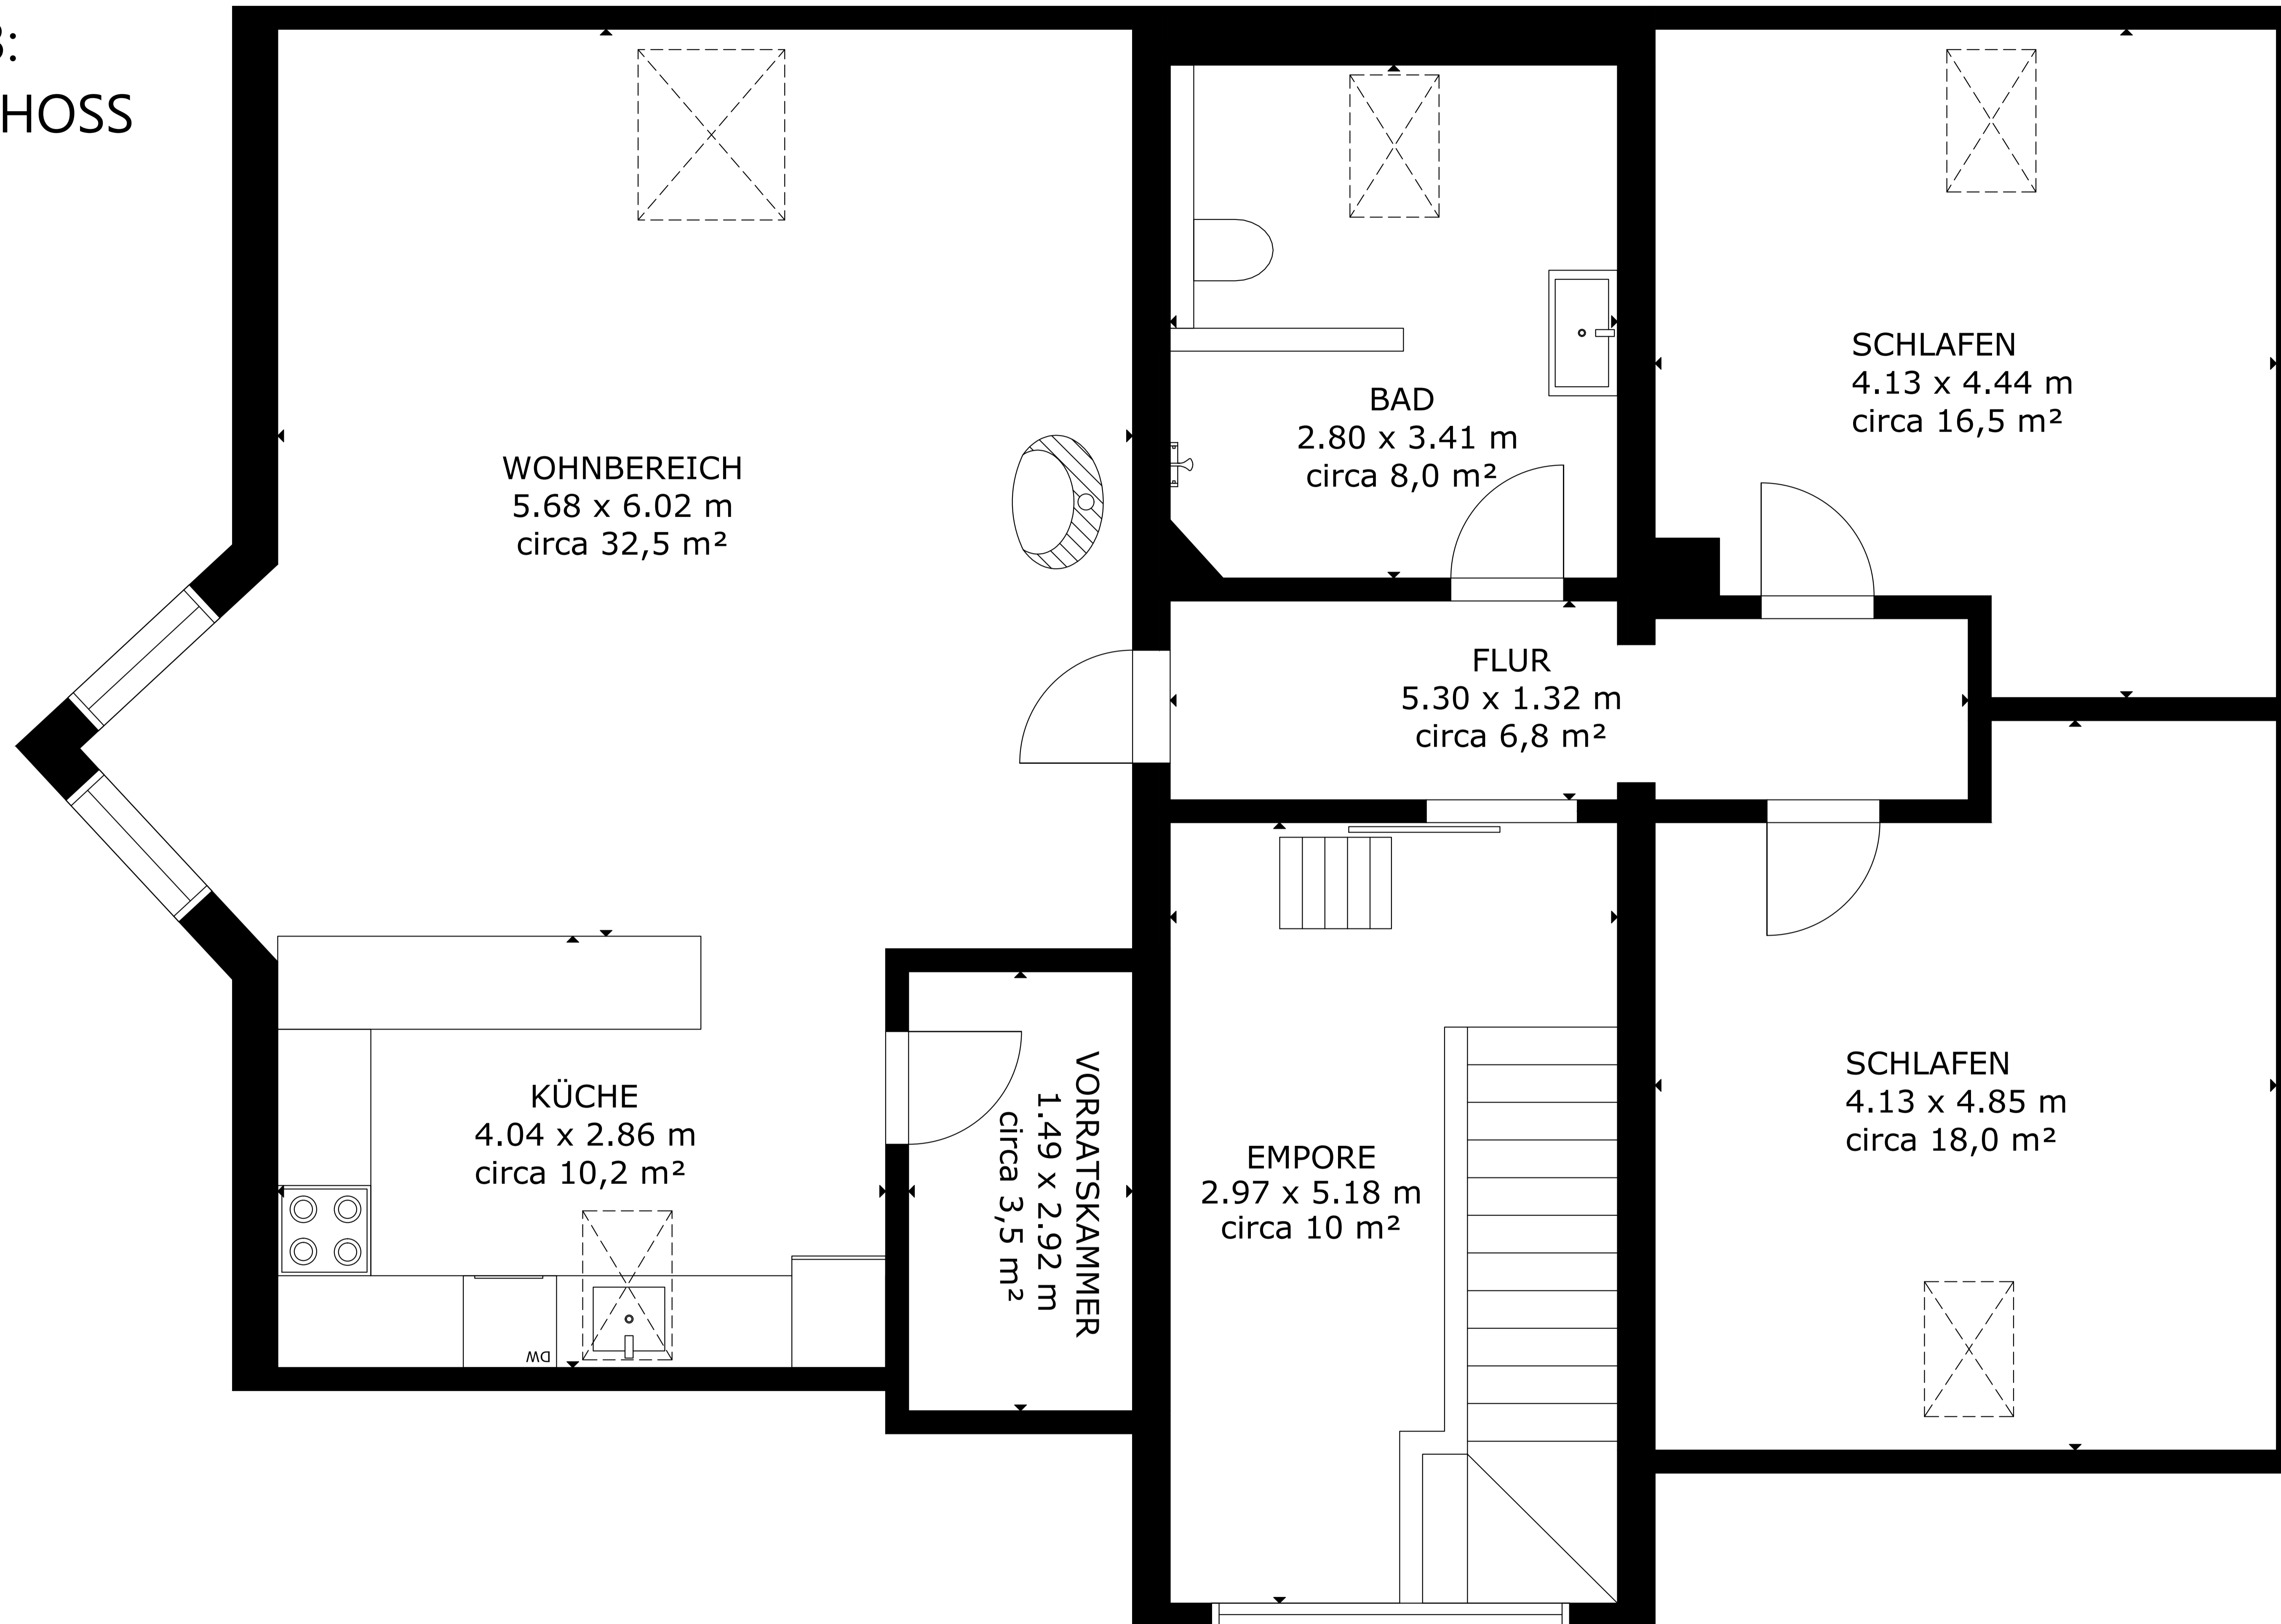 :
HOSS
WOHNBEREICH
5.68 x 6.02 m
circa 32,5 m²
BAD
2.80 x 3.41 m
circa 8,0 m²
SCHLAFEN
4.13 x 4.44 m
circa 16,5 m²
FLUR
5.30 x 1.32 m
circa 6,8 m²
KÜCHE
4.04 x 2.86 m
circa 10,2 m²
DW
VORRATSKAMMER
1.49 x 2.92 m
circa 3,5 m²
EMPORE
2.97 x 5.18 m
circa 10 m²
SCHLAFEN
4.13 x 4.85 m
circa 18,0 m²